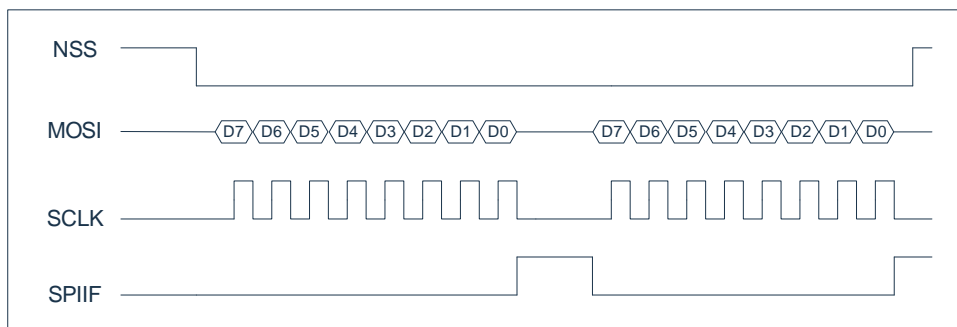 NSS
MOSI D7 D6 D5 D4 D3 D2 D1 D0 D7 D6 D5 D4 D3 D2 D1 D0
SCLK
SPIIF